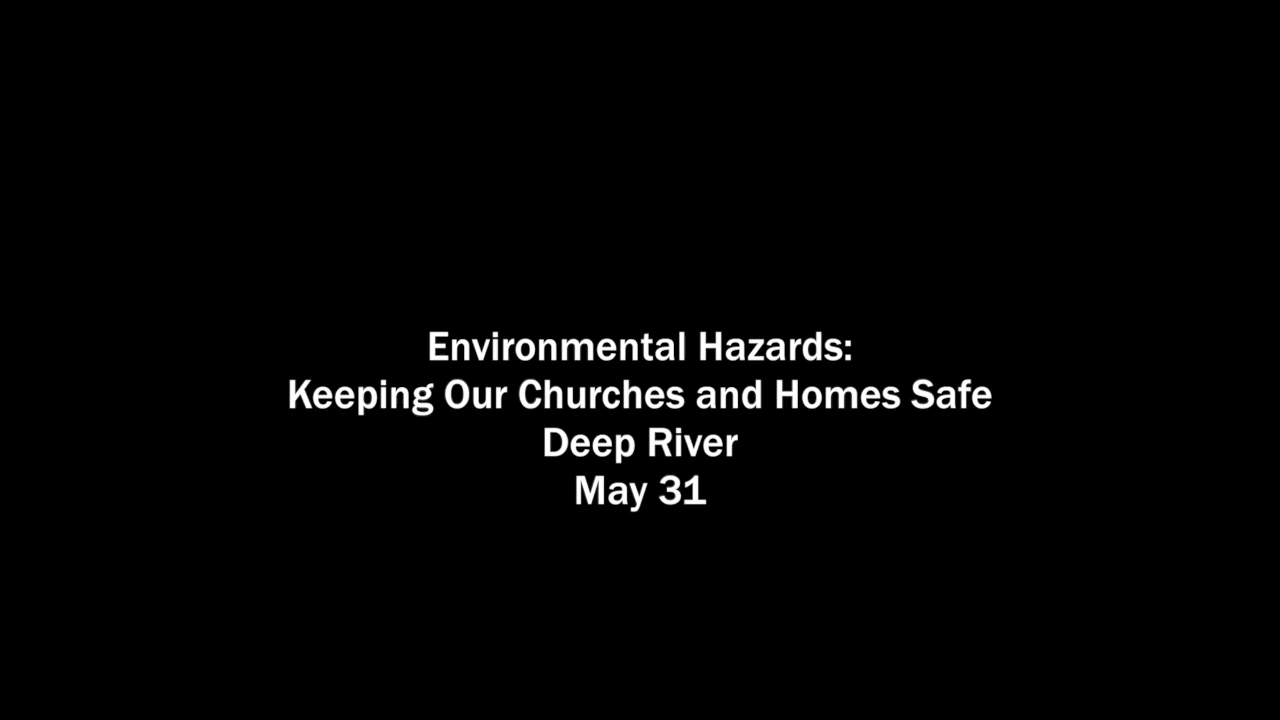 Environmental Hazards:
Keeping Our Churches and Homes Safe
Deep River
May 31